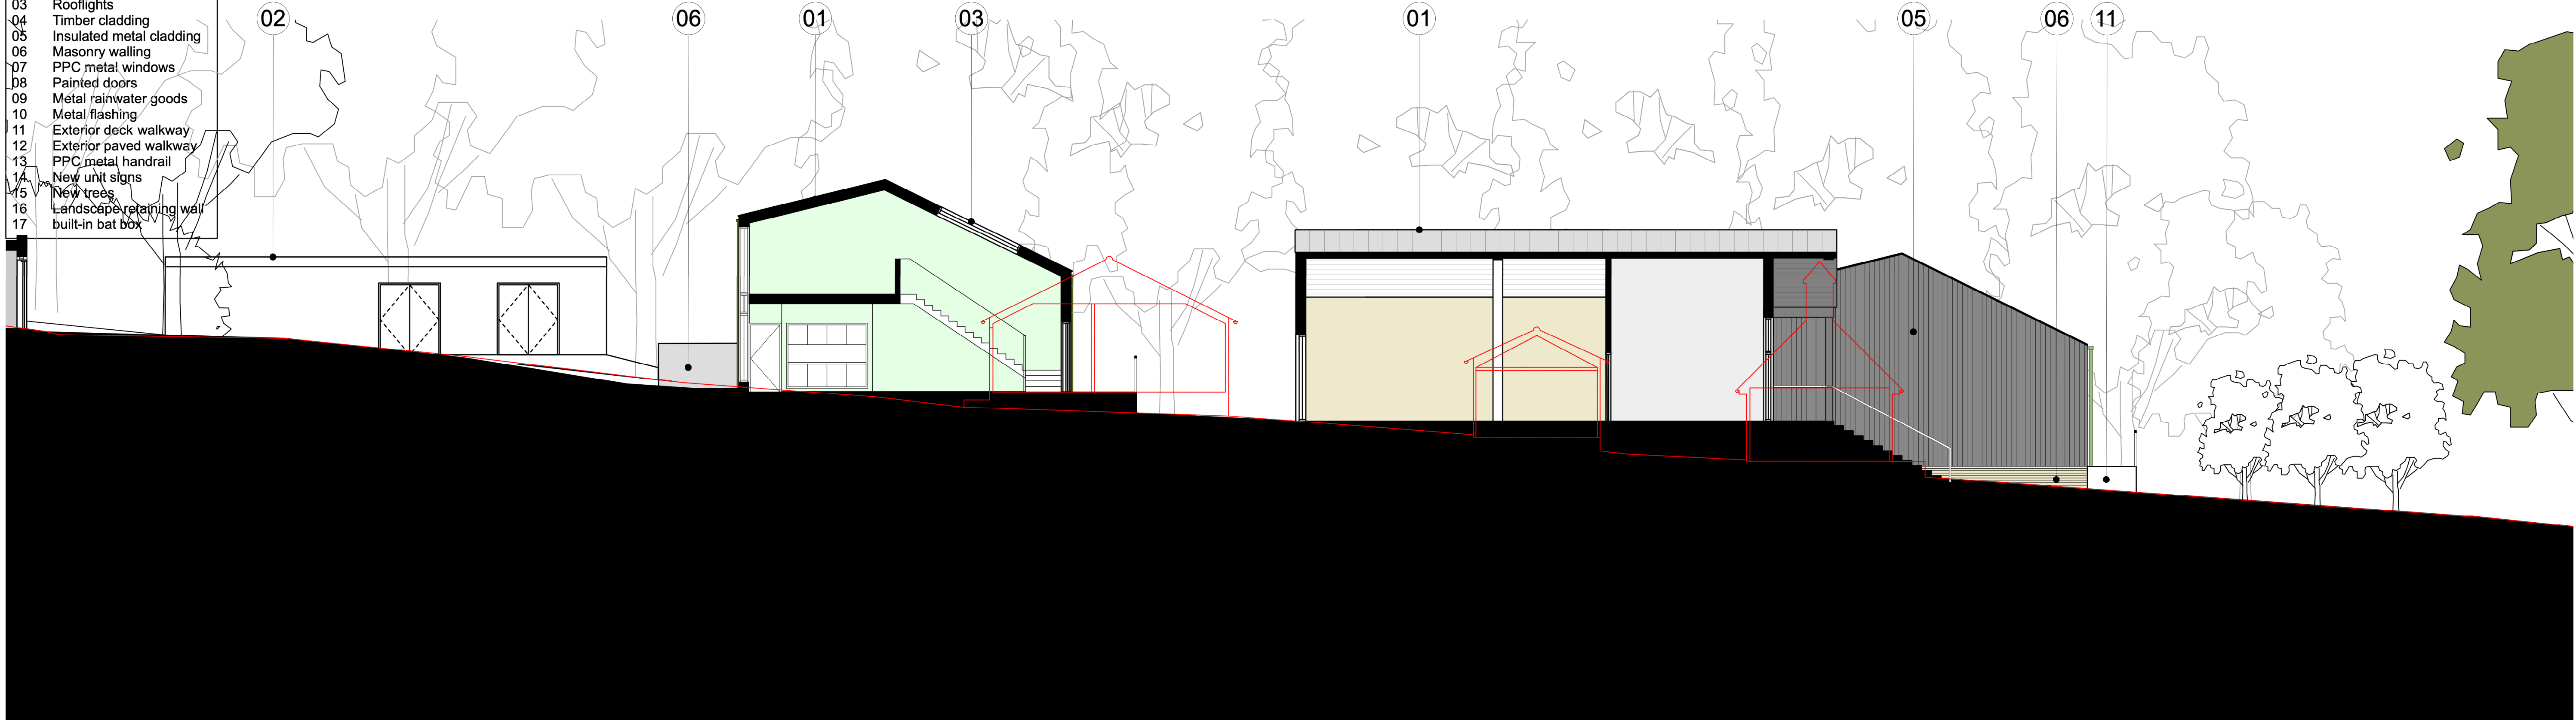 03 Rooflights
04 Timber cladding
05 Insulated metal cladding
06 Masonry walling
07 PPC metal windows
08 Painted doors
09 Metal rainwater goods
10 Metal flashing
11 Exterior deck walkway
12 Exterior paved walkway
13 PPC metal handrail
14 New unit signs
15 New trees
16 Landscape retaining wall
17 built-in bat box
02
06
01
03
01
05
06
11